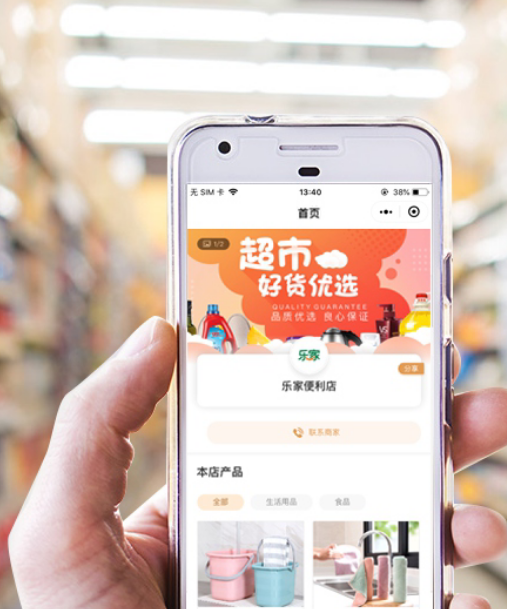 无 SIM 卡
13:40
38%
首页
1/2
超市
好货优选
QUALITY GUARANTEE
品质优选 良心保证
乐家
分享
乐家便利店
联系商家
本店产品
全部 生活用品 食品